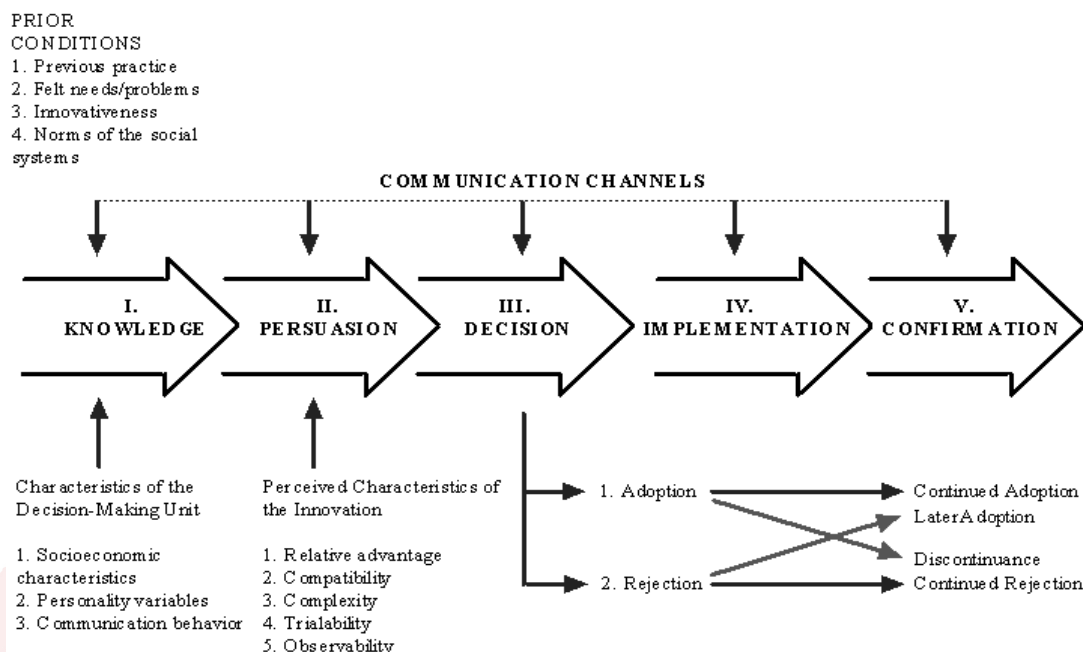 PRIOR
CONDITIONS
1. Previous practice
2. Felt needs/problems
3. Innovativeness
4. Norms of the social
systems
COMMUNICATION CHANNELS
I.
KNOWLEDGE
II.
PERSUASION
III.
DECISION
IV.
IMPLEMENTATION
V.
CONFIRMATION
Characteristics of the
Decision-Making Unit
1. Socioeconomic
characteristics
2. Personality variables
3. Communication behavior
Perceived Characteristics of
the Innovation
1. Relative advantage
2. Compatibility
3. Complexity
4. Trialability
5. Observability
1. Adoption
2. Rejection
Continued Adoption
Later Adoption
Discontinuance
Continued Rejection